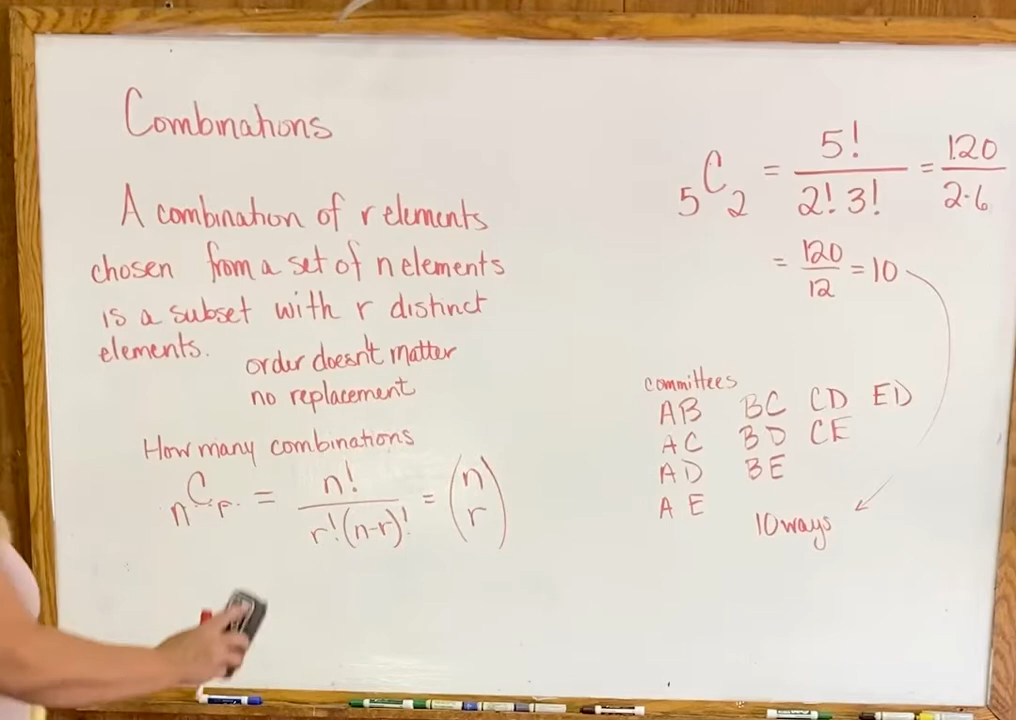 Combinations
A combination of r elements
chosen from a set of n elements
is a subset with r distinct
elements.
order doesn't matter
no replacement
How many combinations
nCr = n! / r!(n-r)! = (n r)
5C2 = 5! / 2! 3! = 120 / 2·6
= 120 / 12 = 10
committees
AB BC CD ED
AC BD CE
AD BE
AE
10 ways